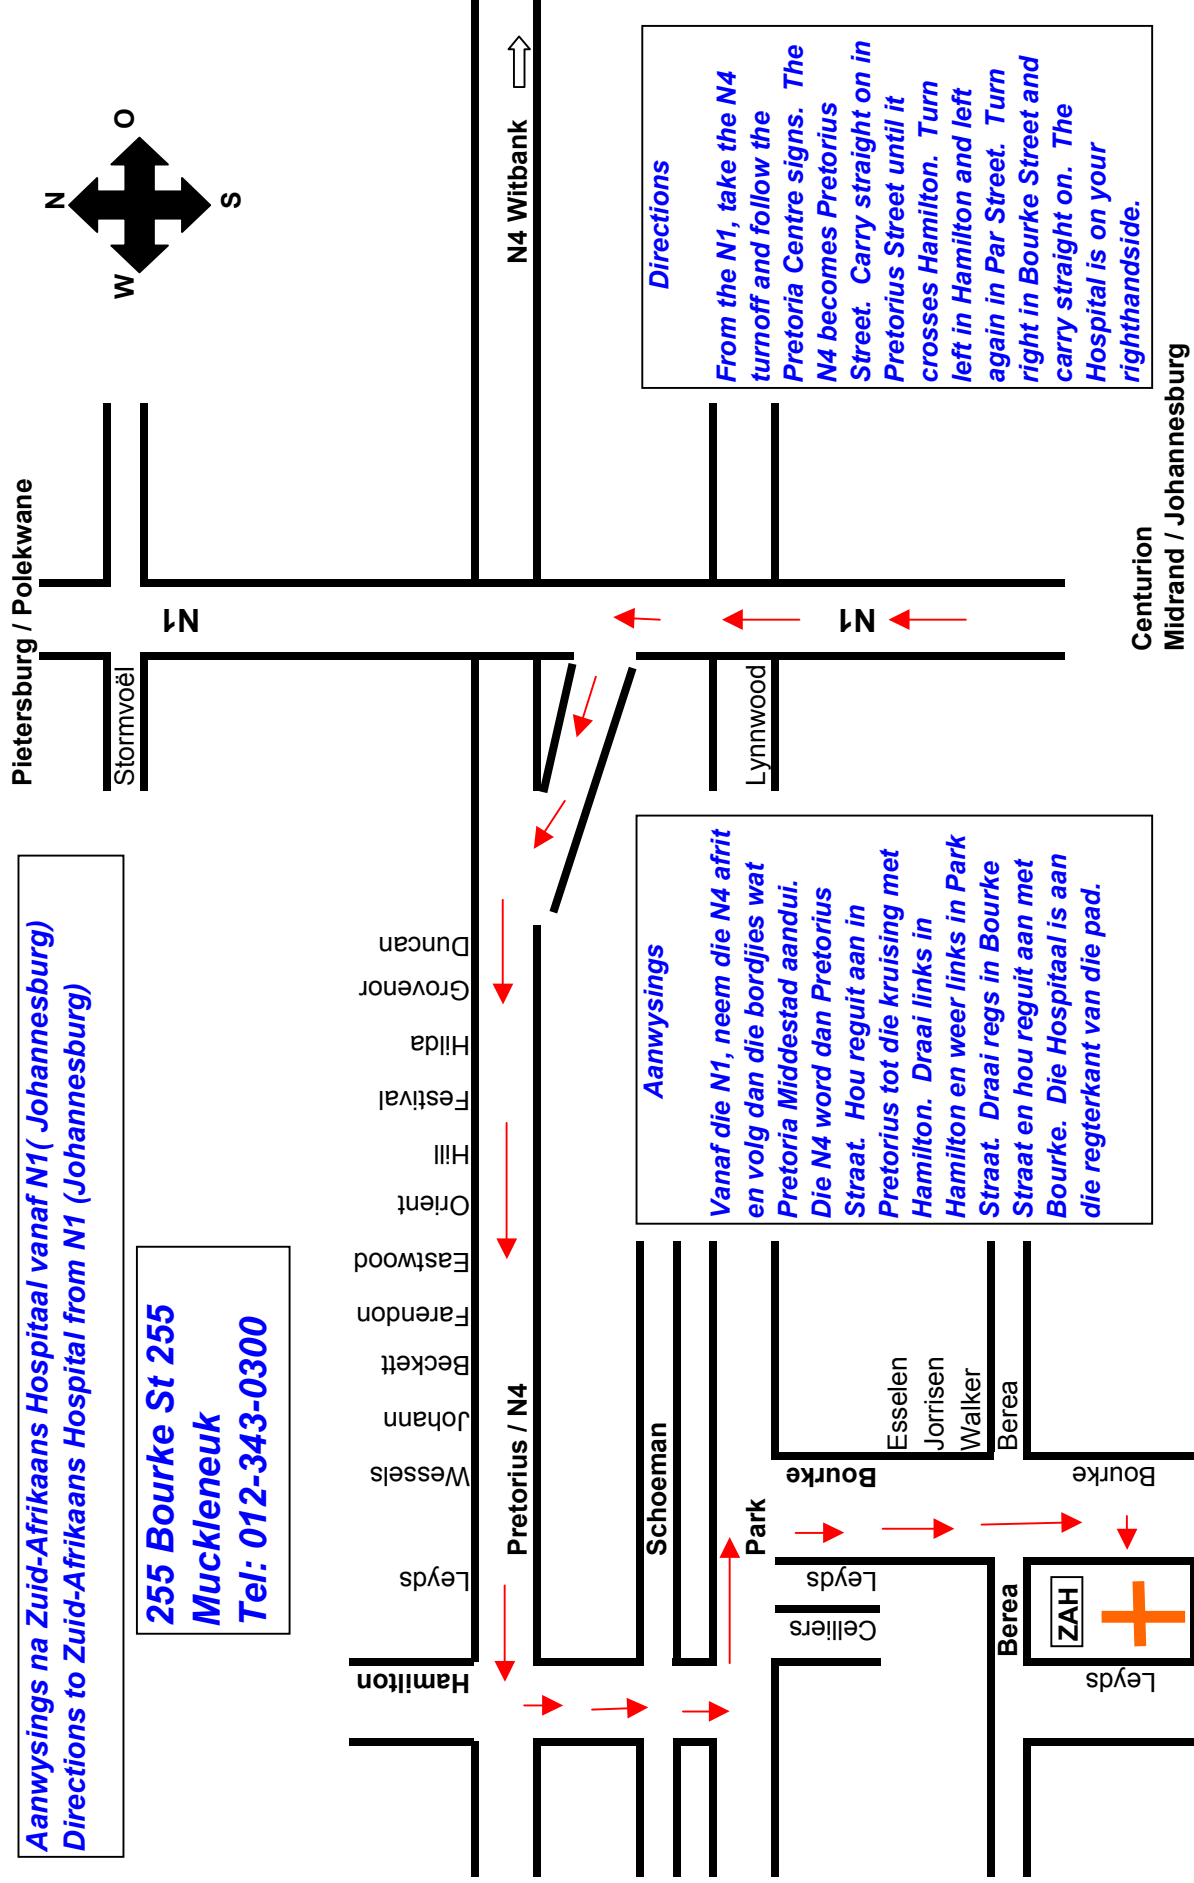 Aanwysings na Zuid-Afrikaans Hospitaal vanaf N1( Johannesburg)
Directions to Zuid-Afrikaans Hospital from N1 (Johannesburg)
255 Bourke St 255
Muckleneuk
Tel: 012-343-0300
Pietersburg / Polekwane
Stormvoël
N1
N
W
O
S
N4 Witbank
Duncan
Grovenor
Hilda
Festival
Hill
Orient
Eastwood
Farendon
Beckett
Johann
Wessels
Leyds
Hamilton
Pretorius / N4
Schoeman
Park
Lynnwood
N1
Bourke
Leyds
Celliers
Esselen
Jorrisen
Walker
Berea
Berea
Bourke
ZAH
Leyds
Aanwysings
Vanaf die N1, neem die N4 afrit
en volg dan die bordjies wat
Pretoria Middestad aandui.
Die N4 word dan Pretorius
Straat. Hou reguit aan in
Pretorius tot die kruising met
Hamilton. Draai links in
Hamilton en weer links in Park
Straat. Draai regs in Bourke
Straat en hou reguit aan met
Bourke. Die Hospitaal is aan
die regterkant van die pad.
Directions
From the N1, take the N4
turnoff and follow the
Pretoria Centre signs. The
N4 becomes Pretorius
Street. Carry straight on in
Pretorius Street until it
crosses Hamilton. Turn
left in Hamilton and left
again in Par Street. Turn
right in Bourke Street and
carry straight on. The
Hospital is on your
righthandside.
Centurion
Midrand / Johannesburg